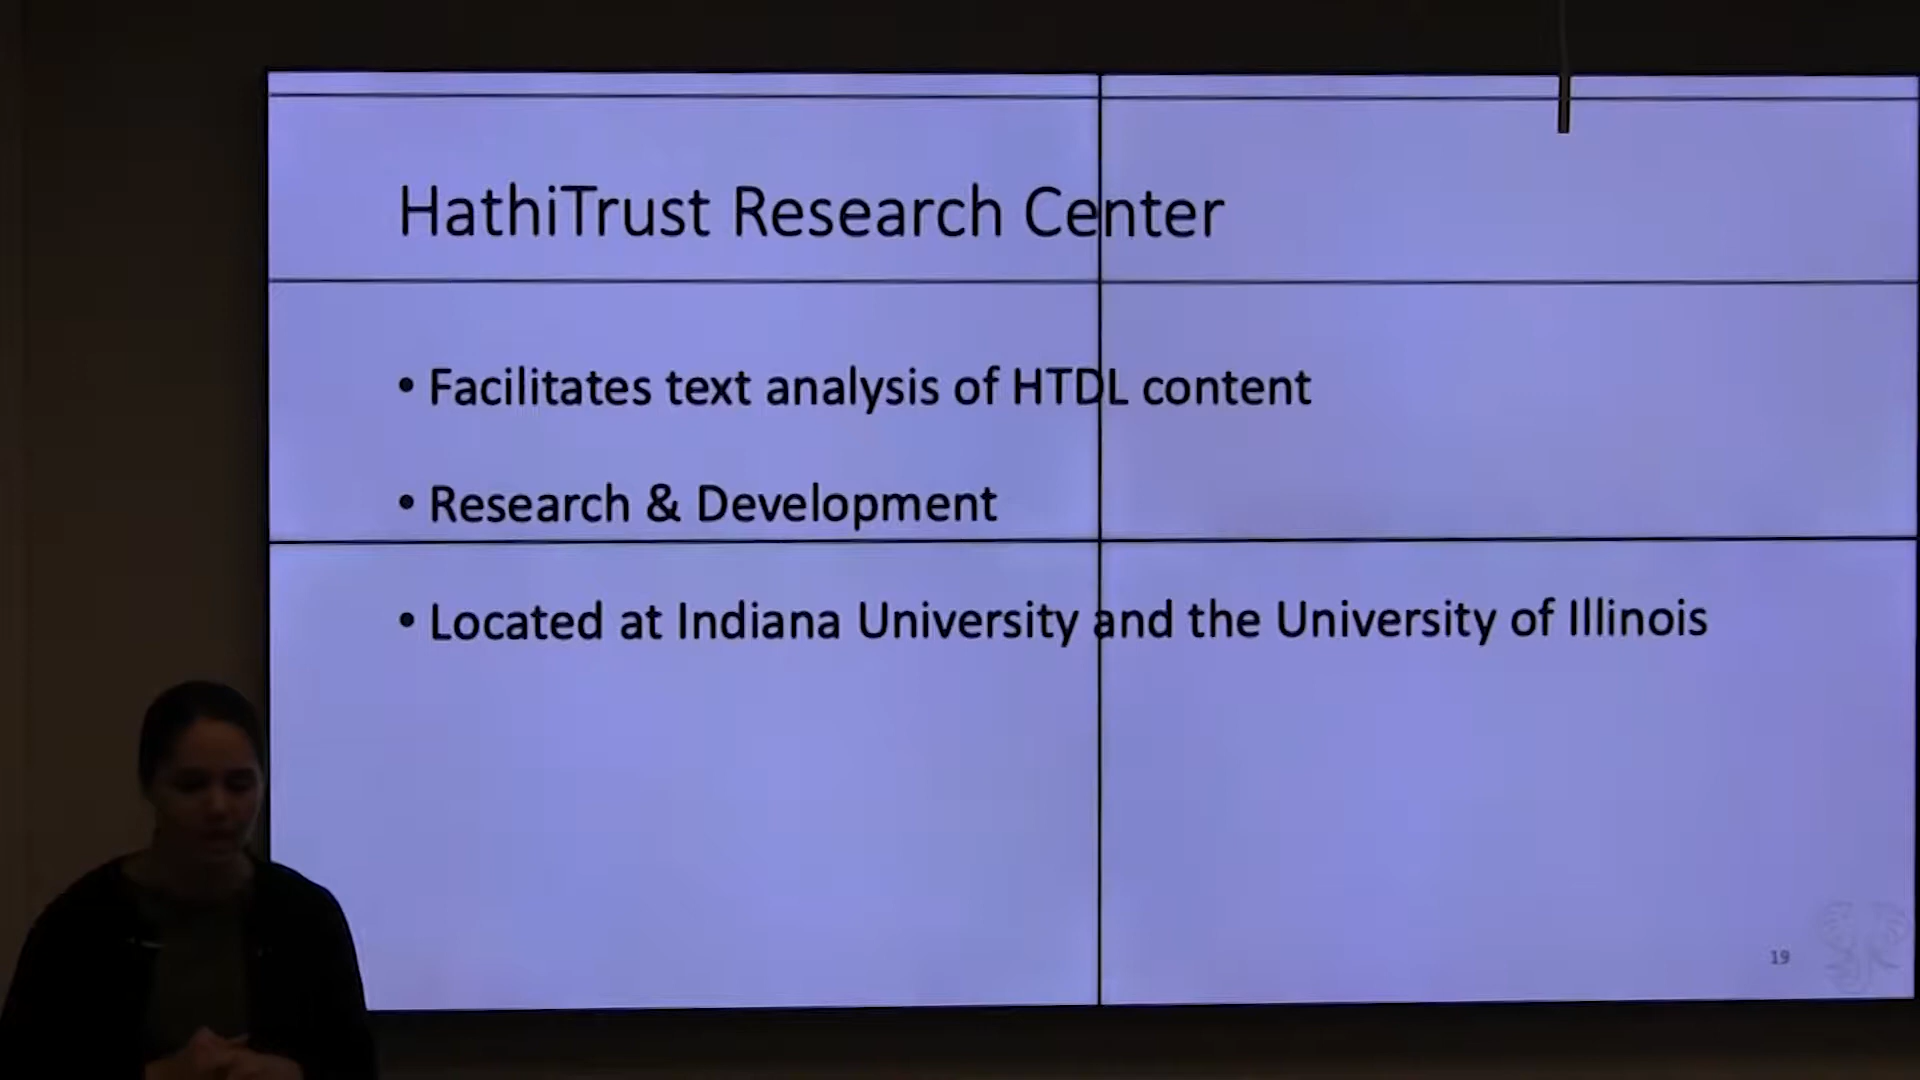 HathiTrust Research Center
• Facilitates text analysis of HTDL content
• Research & Development
• Located at Indiana University and the University of Illinois
19